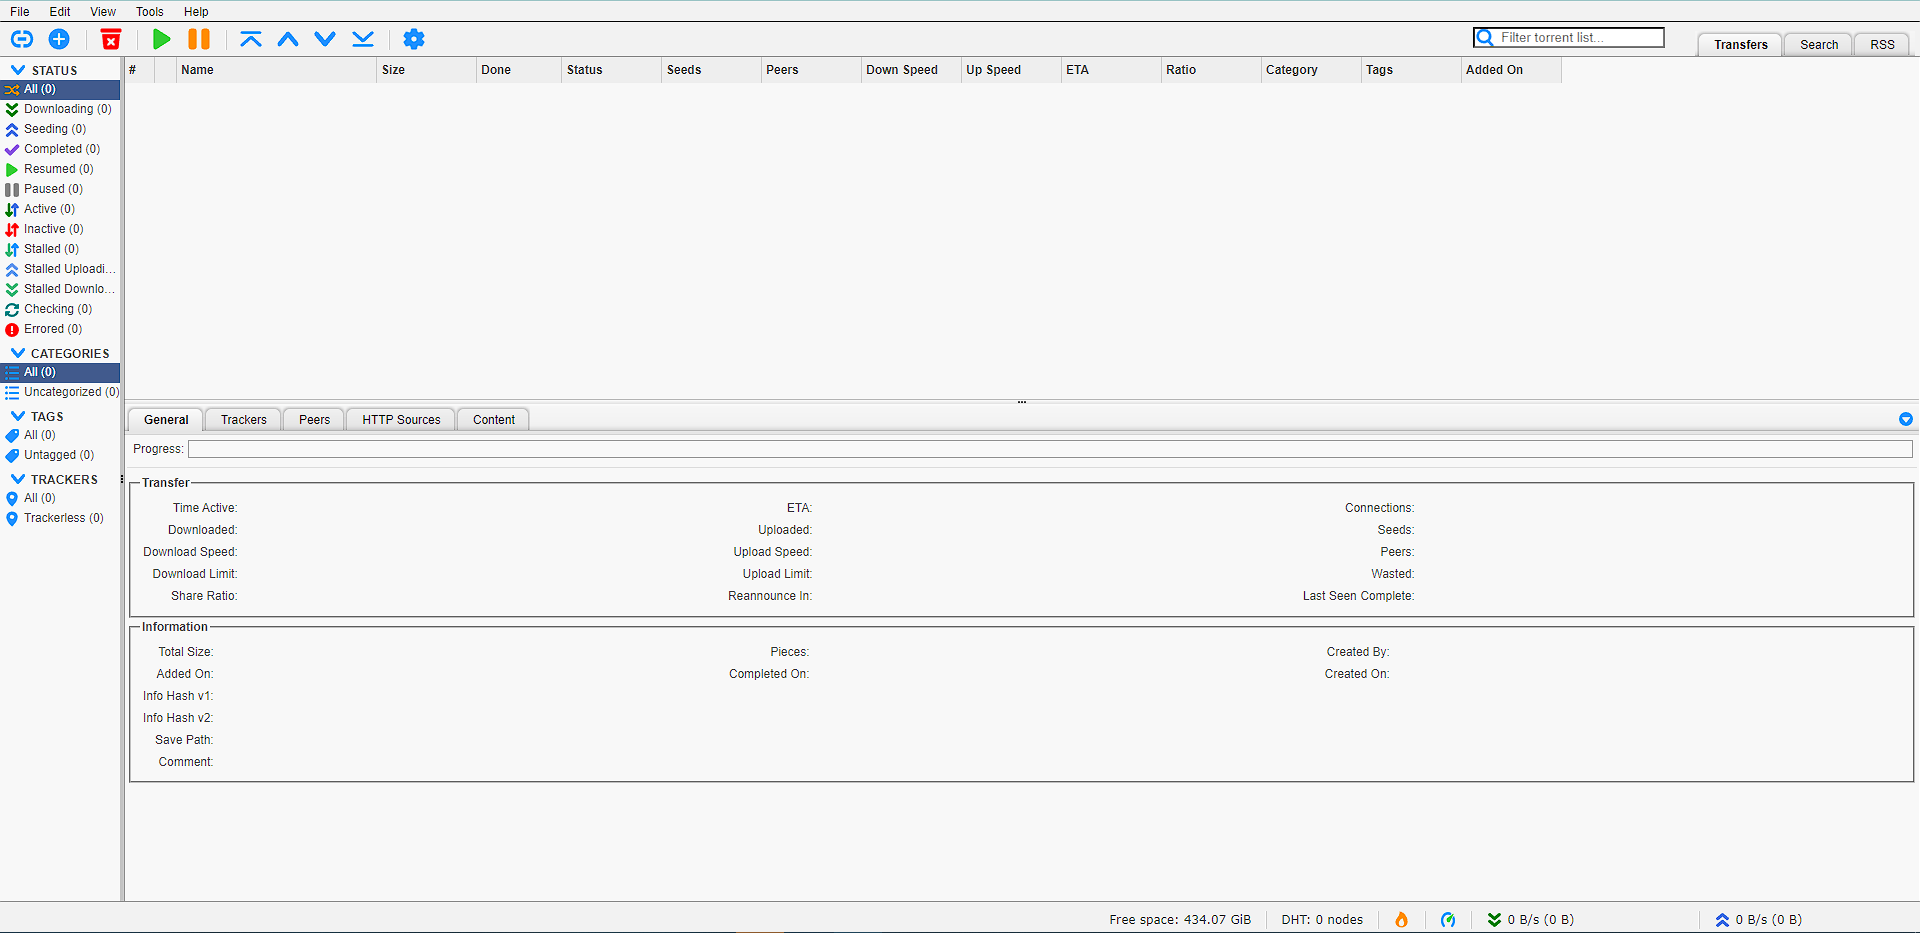 File Edit View Tools Help
Filter torrent list...
Transfers Search RSS
STATUS
All (0)
Downloading (0)
Seeding (0)
Completed (0)
Resumed (0)
Paused (0)
Active (0)
Inactive (0)
Stalled (0)
Stalled Uploadi...
Stalled Downlo...
Checking (0)
Errored (0)
CATEGORIES
All (0)
Uncategorized (0)
TAGS
All (0)
Untagged (0)
TRACKERS
All (0)
Trackerless (0)
# Name Size Done Status Seeds Peers Down Speed Up Speed ETA Ratio Category Tags Added On
General Trackers Peers HTTP Sources Content
Progress:
Transfer
Time Active: ETA: Connections:
Downloaded: Uploaded: Seeds:
Download Speed: Upload Speed: Peers:
Download Limit: Upload Limit: Wasted:
Share Ratio: Reannounce In: Last Seen Complete:
Information
Total Size: Pieces: Created By:
Added On: Completed On: Created On:
Info Hash v1:
Info Hash v2:
Save Path:
Comment:
Free space: 434.07 GiB DHT: 0 nodes 0 B/s (0 B) 0 B/s (0 B)